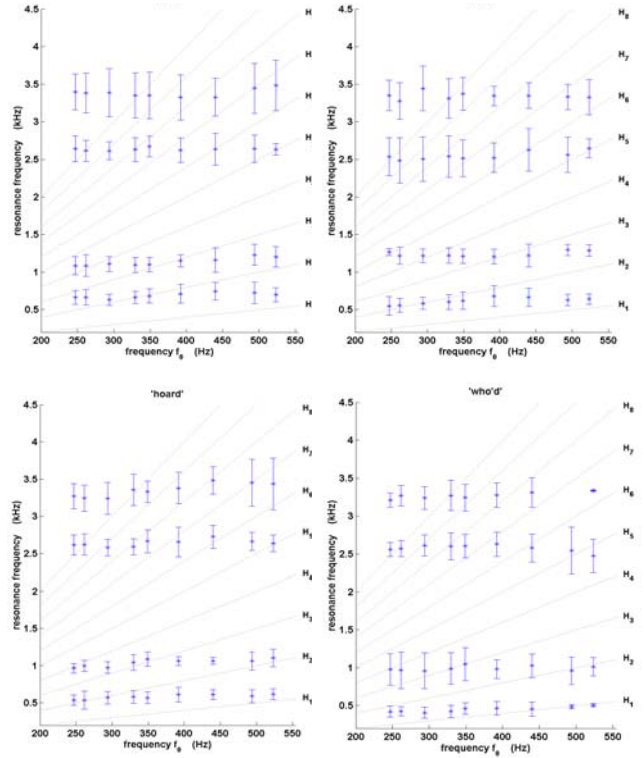 4.5
4
3.5
3
2.5
2
1.5
1
0.5
resonance frequency (kHz)
H
H
H
H
H
H
H
H
200 250 300 350 400 450 500 550
frequency f₀ (Hz)
4.5
4
3.5
3
2.5
2
1.5
1
0.5
resonance frequency (kHz)
H₈
H₇
H₆
H₅
H₄
H₃
H₂
H₁
200 250 300 350 400 450 500 550
frequency f₀ (Hz)
'hoard'
4.5
4
3.5
3
2.5
2
1.5
1
0.5
resonance frequency (kHz)
H₈
H₇
H₆
H₅
H₄
H₃
H₂
H₁
200 250 300 350 400 450 500 550
frequency f₀ (Hz)
'who'd'
4.5
4
3.5
3
2.5
2
1.5
1
0.5
resonance frequency (kHz)
H₈
H₇
H₆
H₅
H₄
H₃
H₂
H₁
200 250 300 350 400 450 500 550
frequency f₀ (Hz)